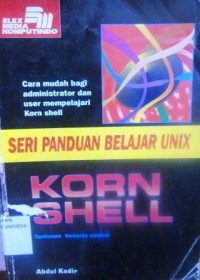 ELEX
MEDIA
KOMPUTINDO
Cara mudah bagi
administrator dan
user mempelajari
Korn shell
SERI PANDUAN BELAJAR UNIX
KORN
SHELL
Tuntunan beserta contoh
Abdul Kadir